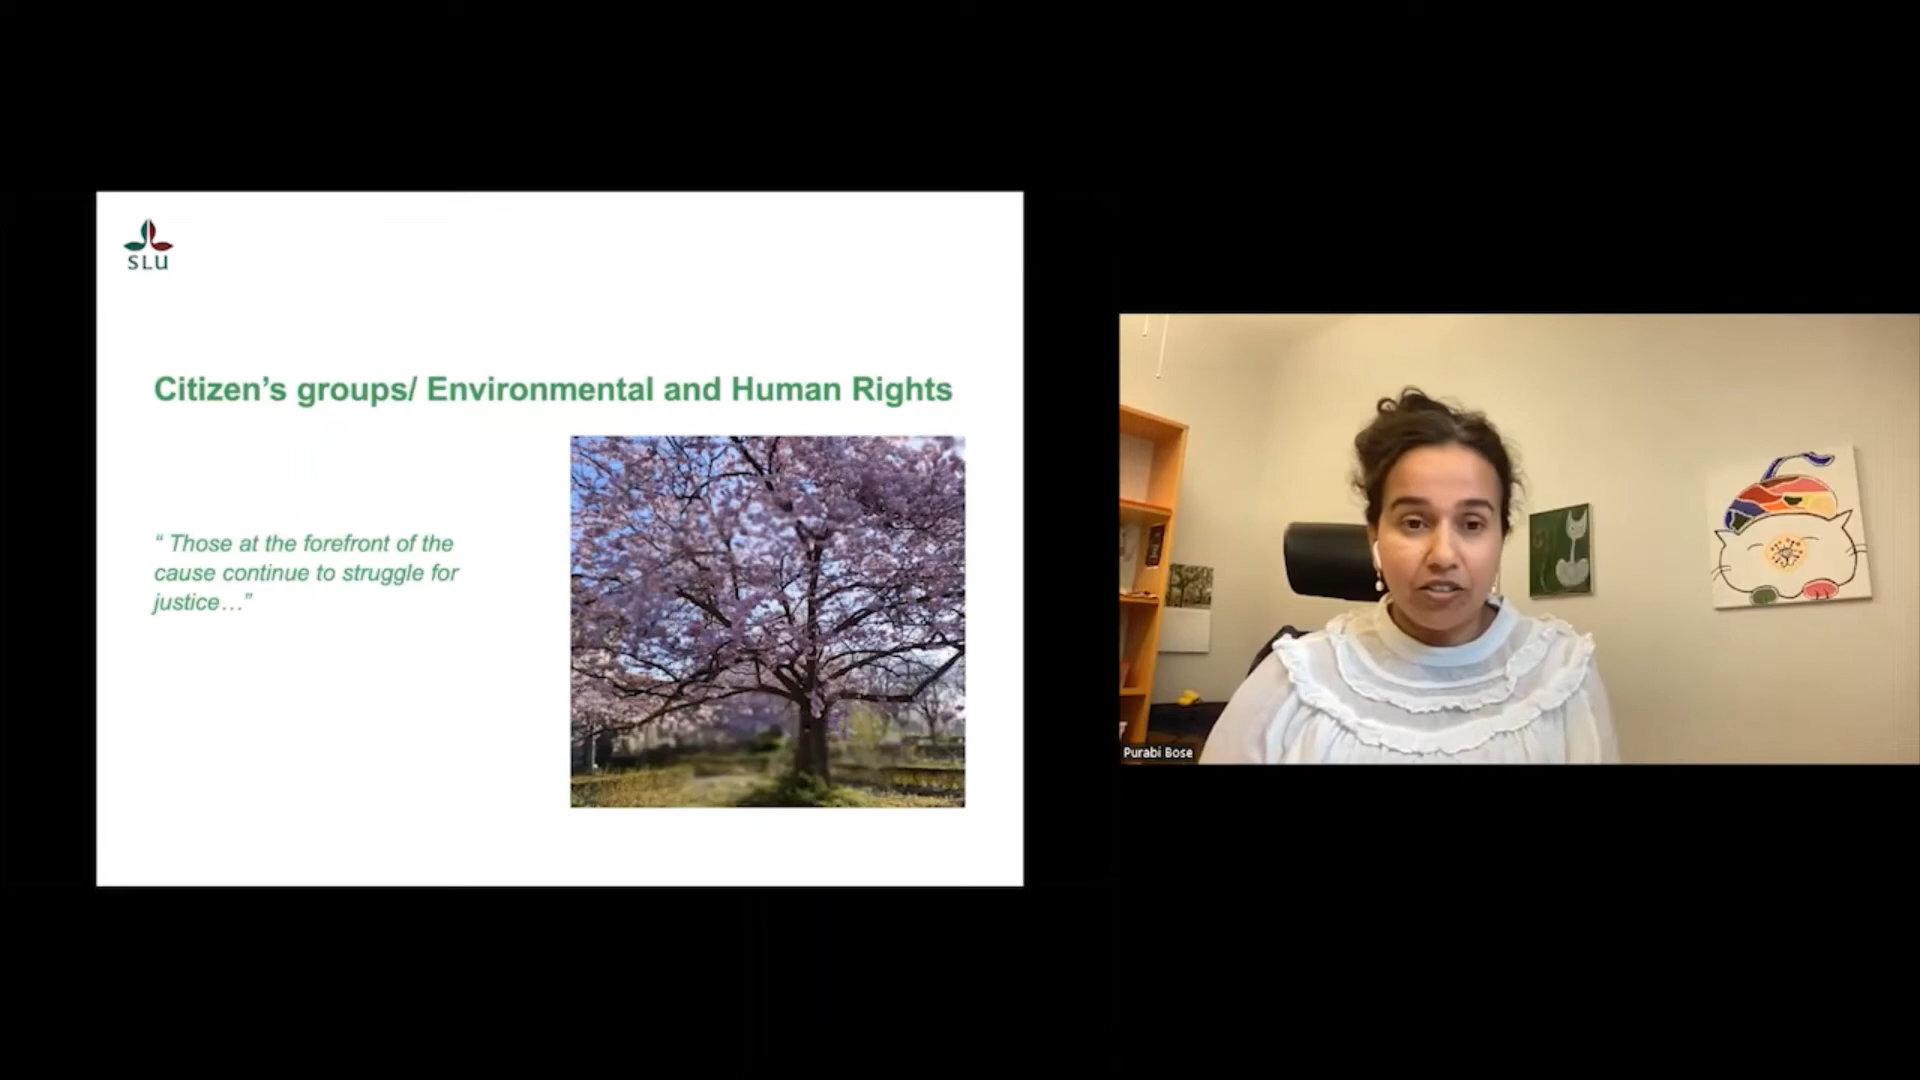 SLU
Citizen’s groups/ Environmental and Human Rights
“ Those at the forefront of the
cause continue to struggle for
justice…”
Purabi Bose